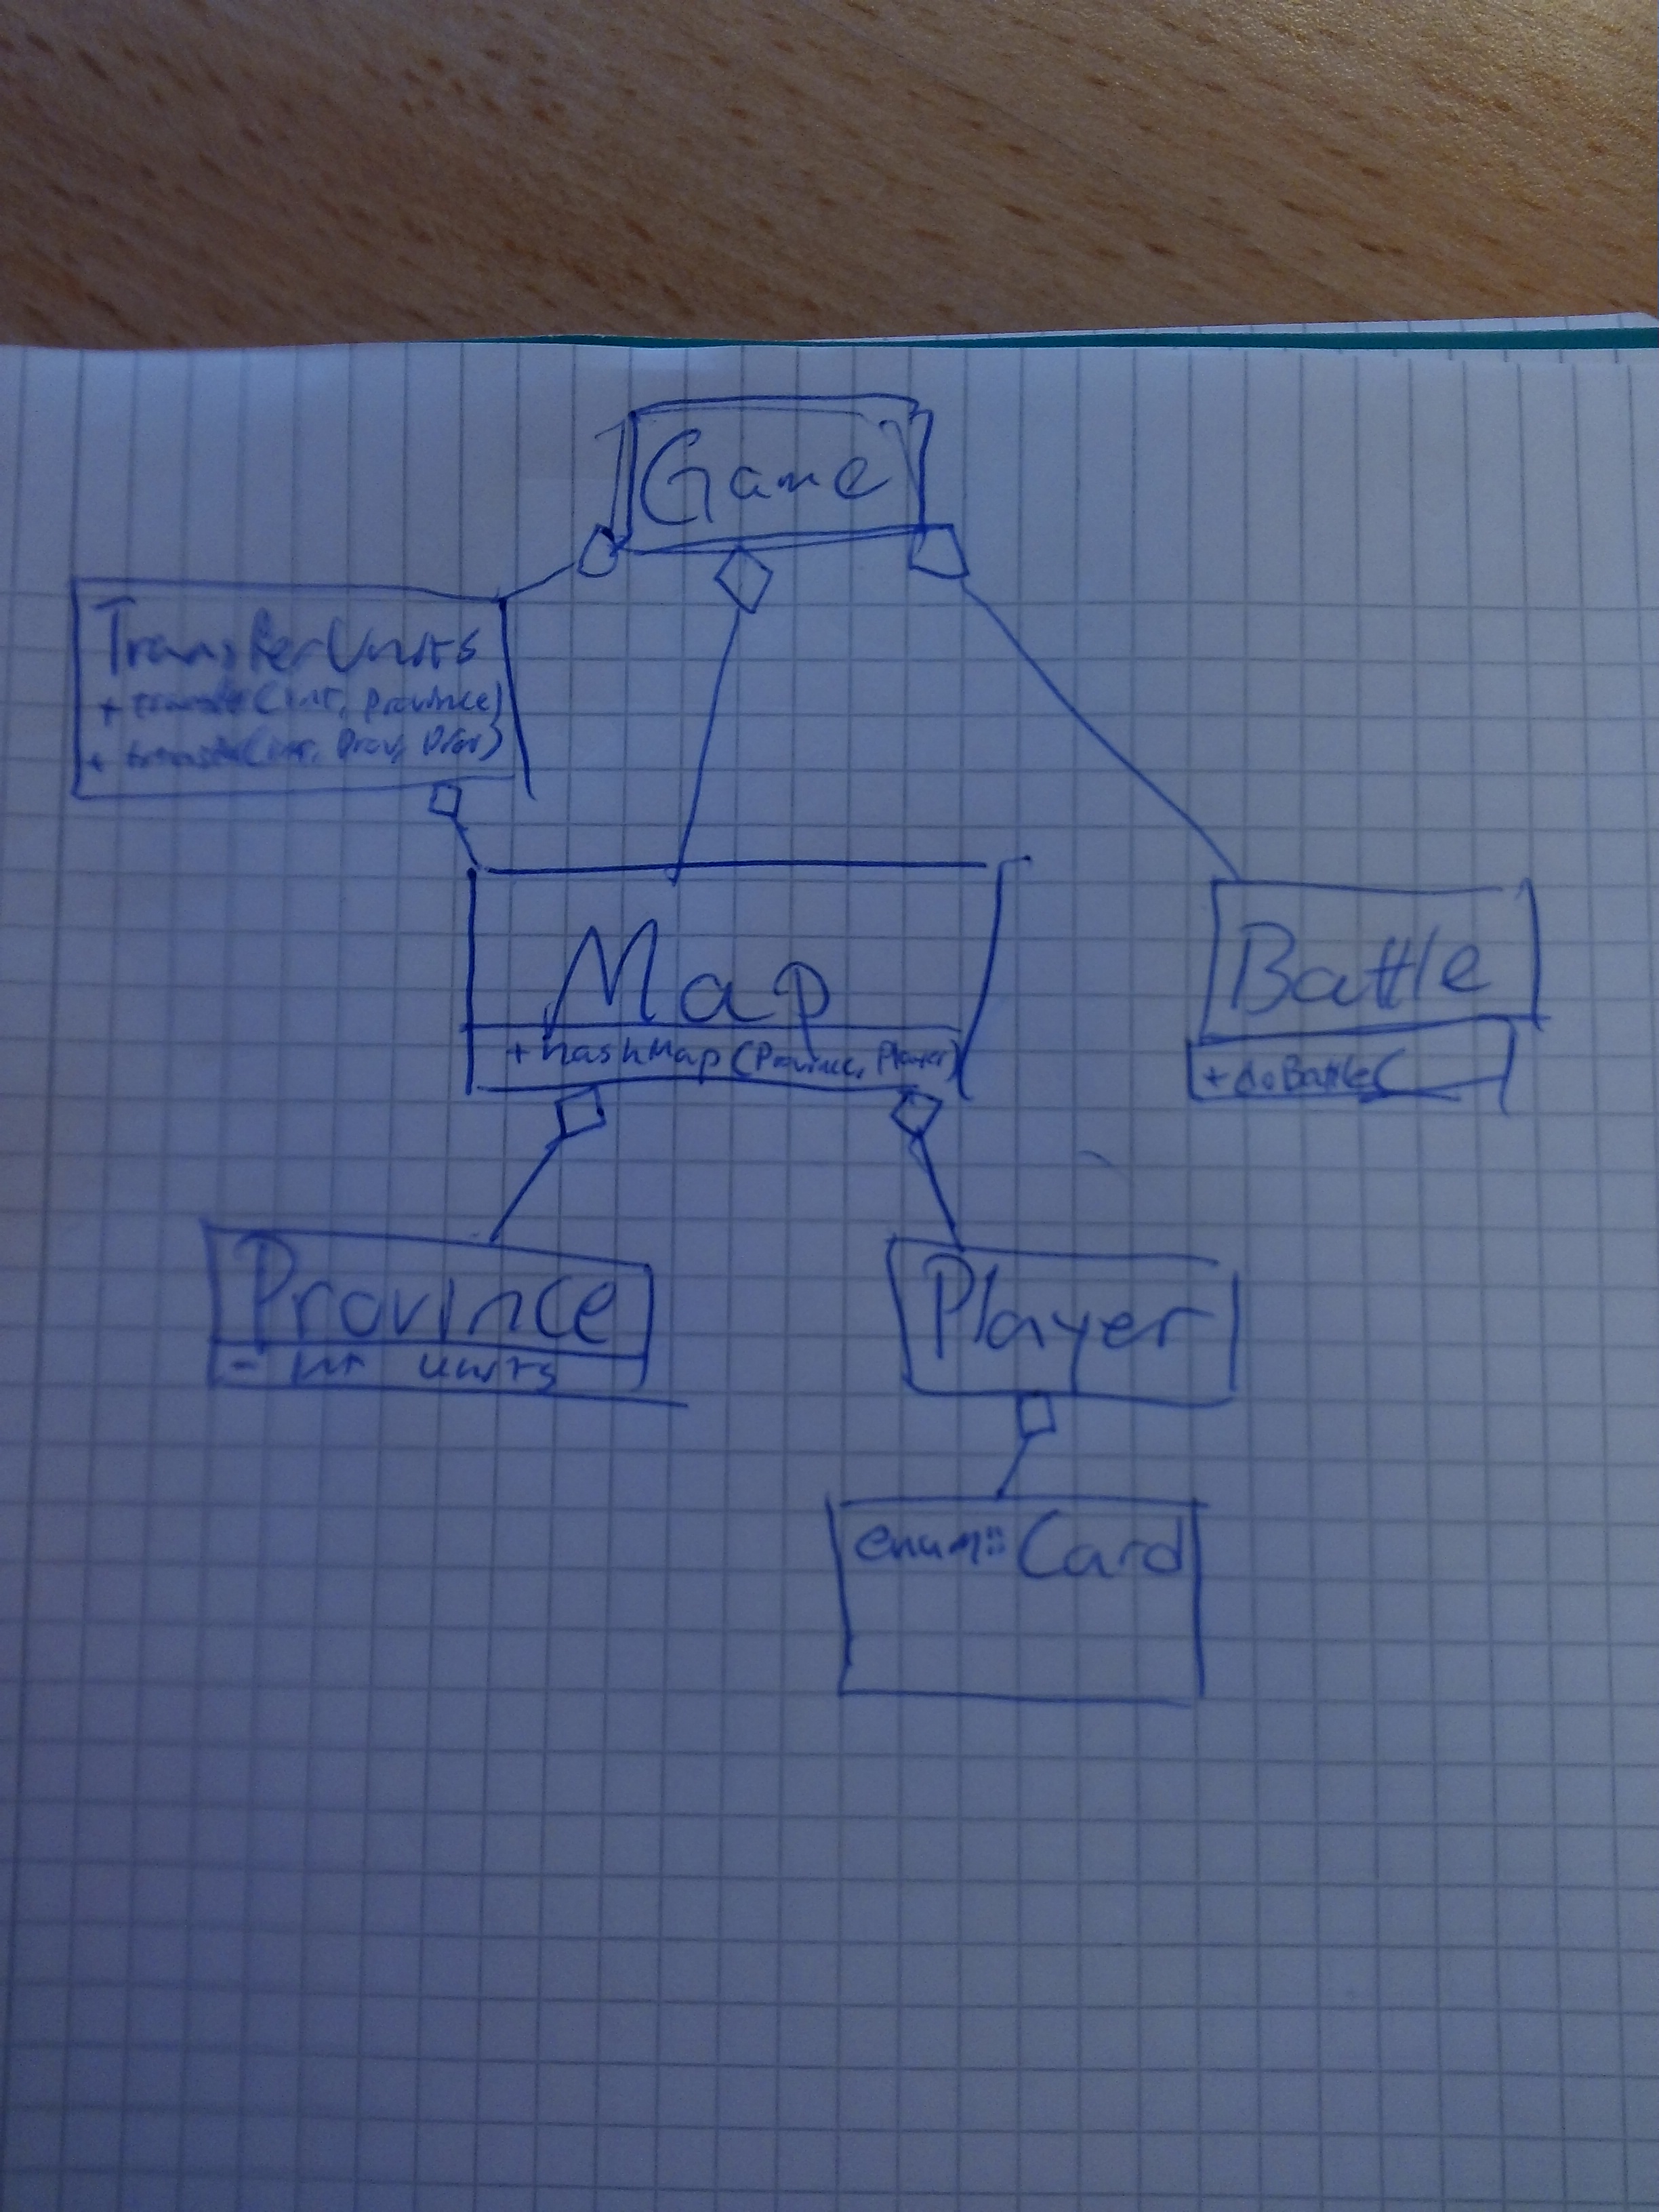 Game
TransferUnits
+ transfer(int, province)
+ transfer(int, Prov, Prov)
Map
+ hashMap (Province, Player)
Battle
+ doBattle(
Province
- int units
Player
enum:: Card